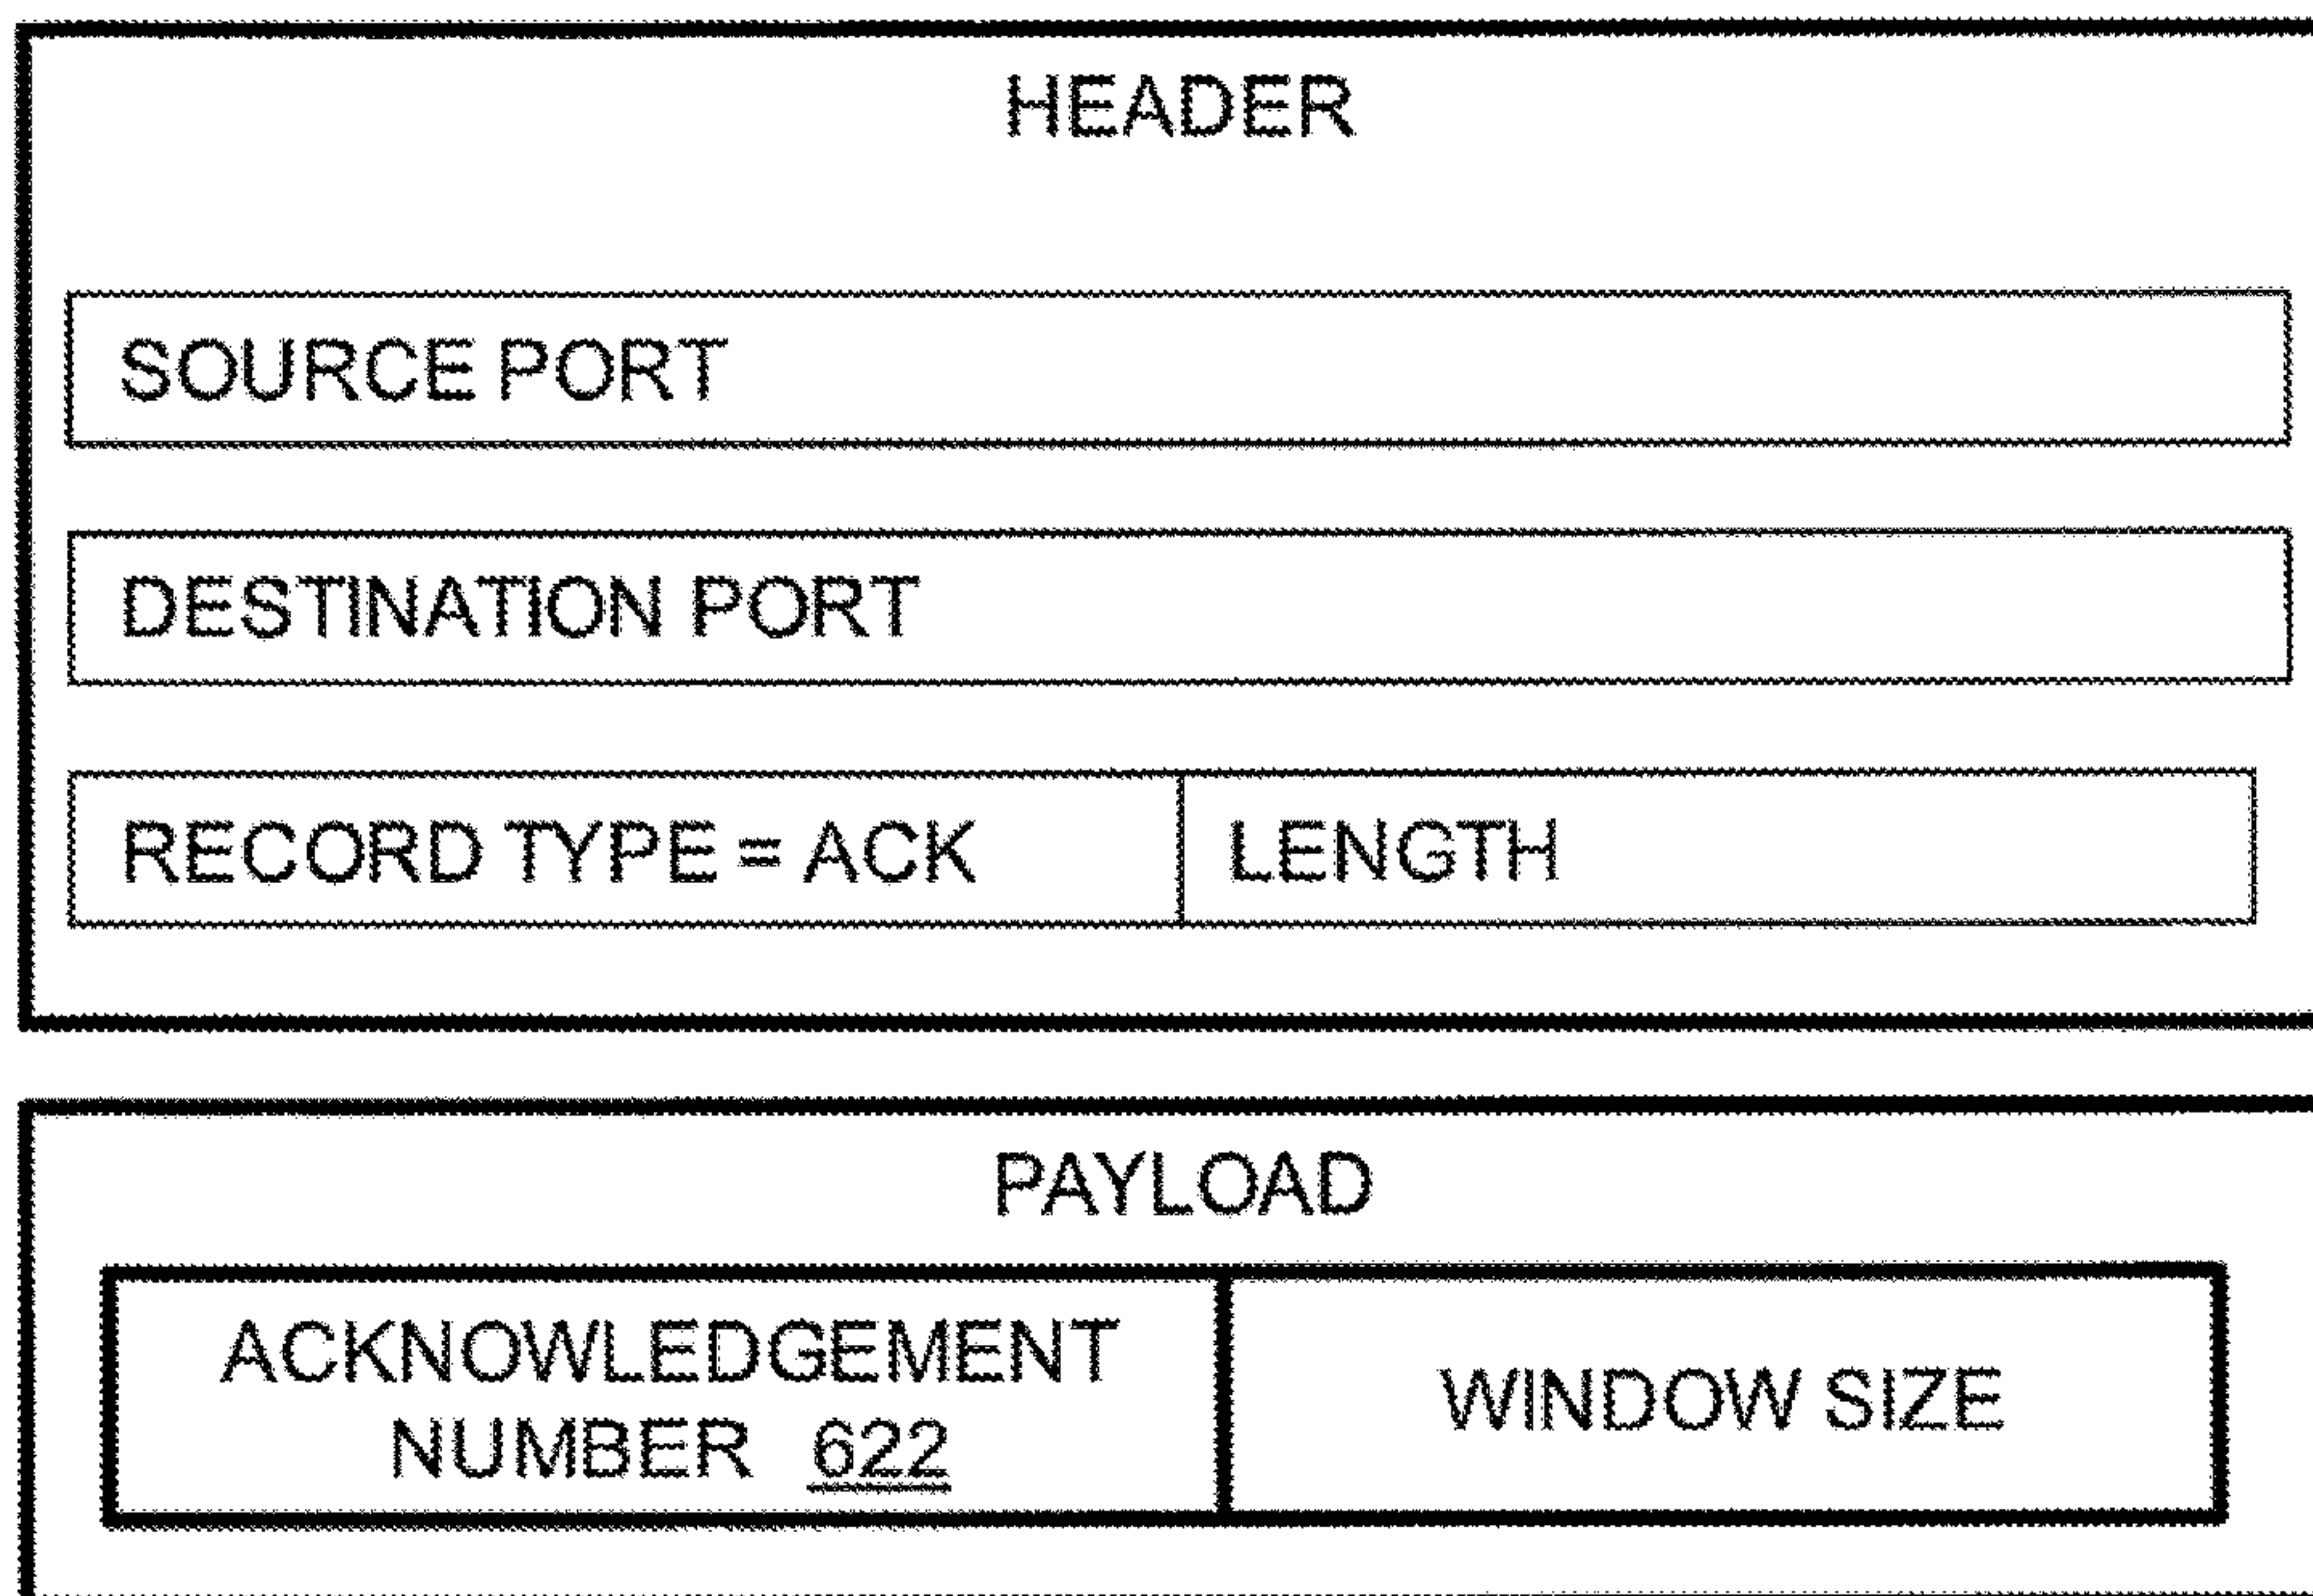 HEADER
SOURCE PORT
DESTINATION PORT
RECORD TYPE = ACK LENGTH
PAYLOAD
ACKNOWLEDGEMENT
NUMBER 622
WINDOW SIZE